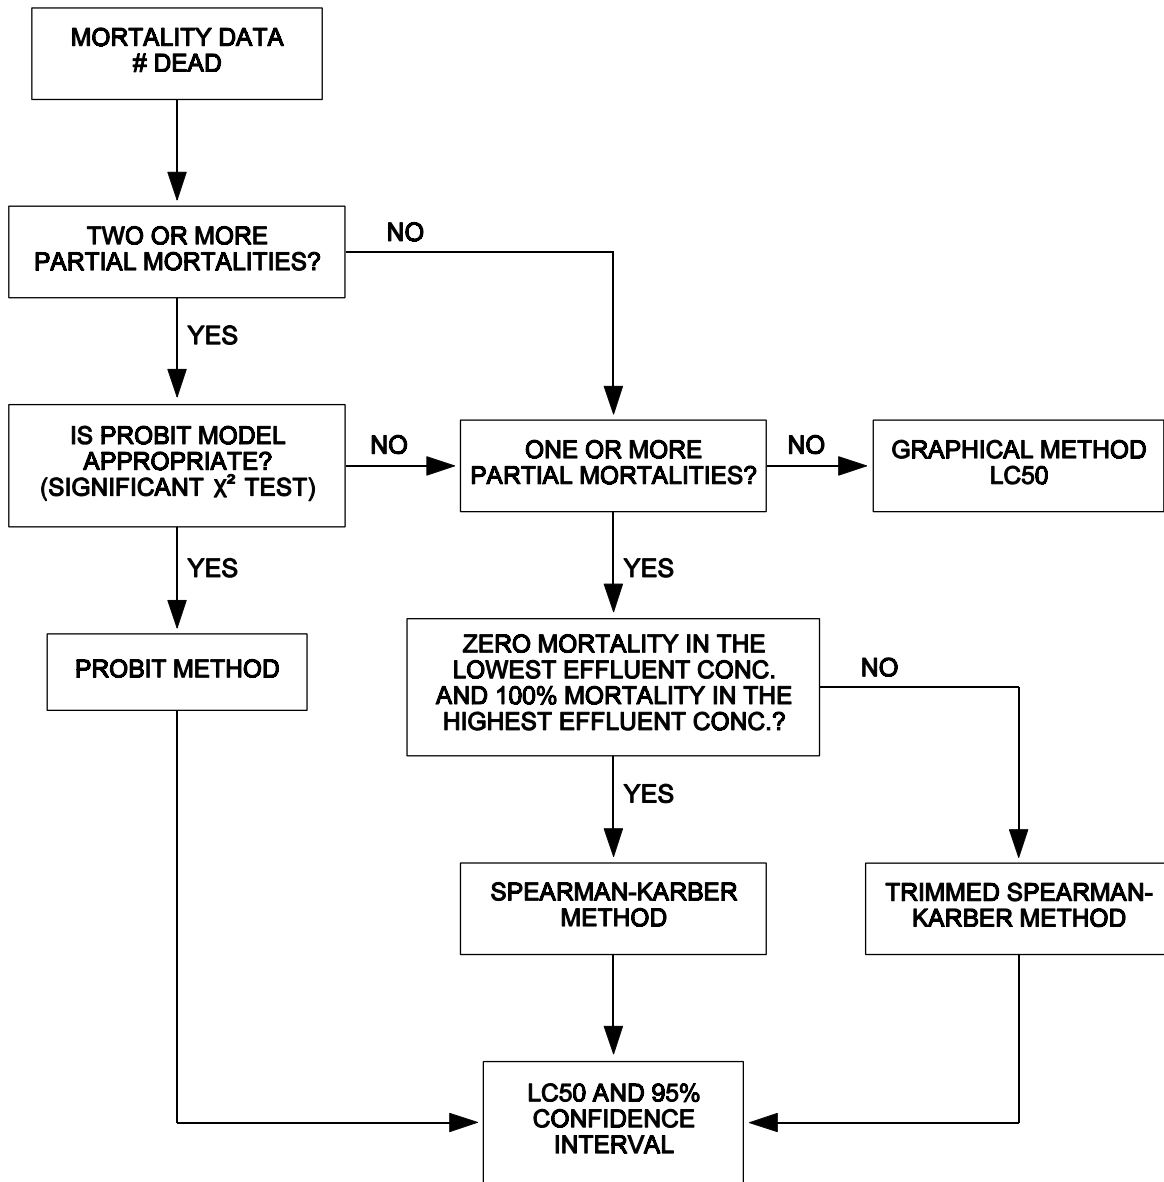 MORTALITY DATA
# DEAD
TWO OR MORE
PARTIAL MORTALITIES?
NO
YES
IS PROBIT MODEL
APPROPRIATE?
(SIGNIFICANT χ² TEST)
NO
ONE OR MORE
PARTIAL MORTALITIES?
NO
GRAPHICAL METHOD
LC50
YES
YES
PROBIT METHOD
ZERO MORTALITY IN THE
LOWEST EFFLUENT CONC.
AND 100% MORTALITY IN THE
HIGHEST EFFLUENT CONC.?
NO
YES
SPEARMAN-KARBER
METHOD
TRIMMED SPEARMAN-
KARBER METHOD
LC50 AND 95%
CONFIDENCE
INTERVAL